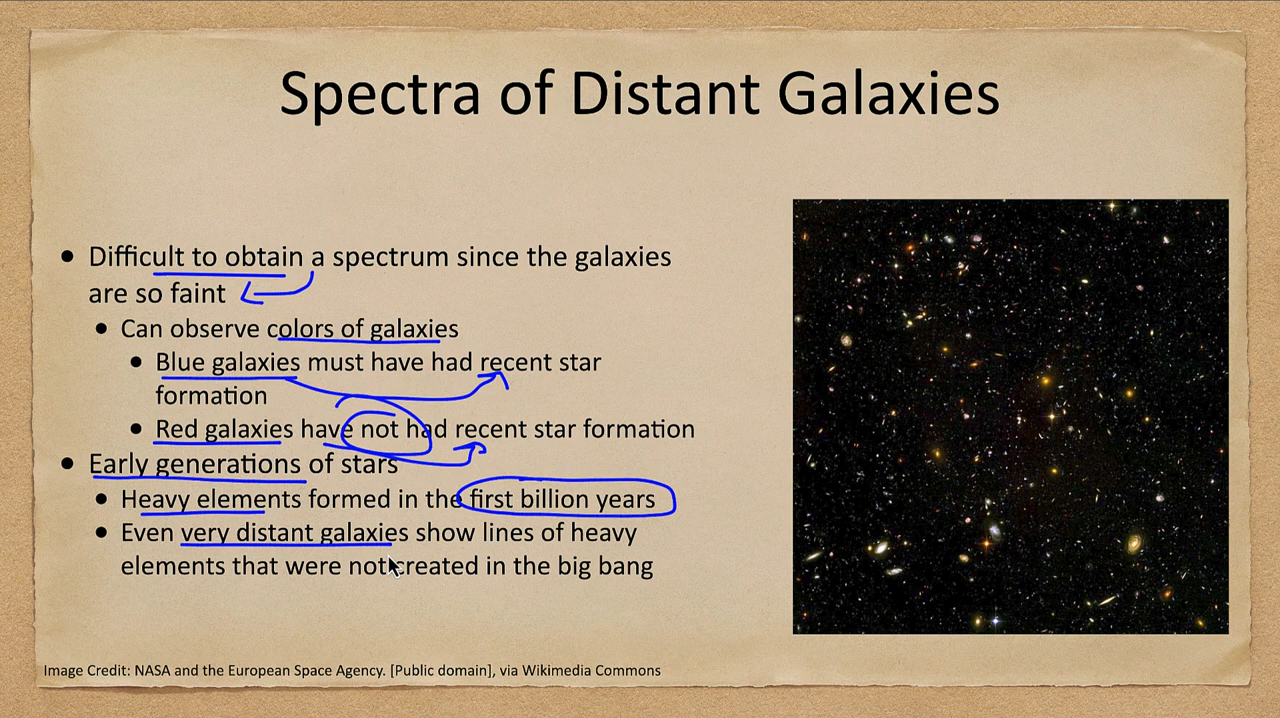 Spectra of Distant Galaxies
• Difficult to obtain a spectrum since the galaxies
are so faint
• Can observe colors of galaxies
• Blue galaxies must have had recent star
formation
• Red galaxies have not had recent star formation
• Early generations of stars
• Heavy elements formed in the first billion years
• Even very distant galaxies show lines of heavy
elements that were not created in the big bang
Image Credit: NASA and the European Space Agency. [Public domain], via Wikimedia Commons